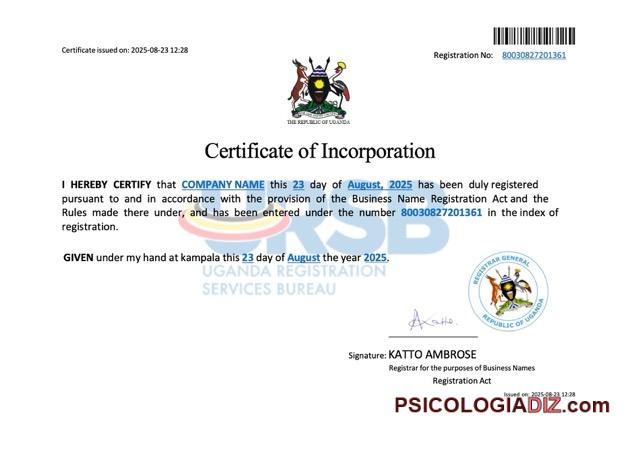 Certificate issued on: 2025-08-23 12:28
Registration No: 80030827201361
THE REPUBLIC OF UGANDA
Certificate of Incorporation
I HEREBY CERTIFY that COMPANY NAME this 23 day of August, 2025 has been duly registered
pursuant to and in accordance with the provision of the Business Name Registration Act and the
Rules made there under, and has been entered under the number 80030827201361 in the index of
registration.
URSB
GIVEN under my hand at kampala this 23 day of August the year 2025.
UGANDA REGISTRATION
SERVICES BUREAU
REGISTRAR GENERAL
REPUBLIC OF UGANDA
Signature: KATTO AMBROSE
Registrar for the purposes of Business Names
Registration Act
Issued on: 2025-08-23 12:28
PSICOLOGIADIZ.com